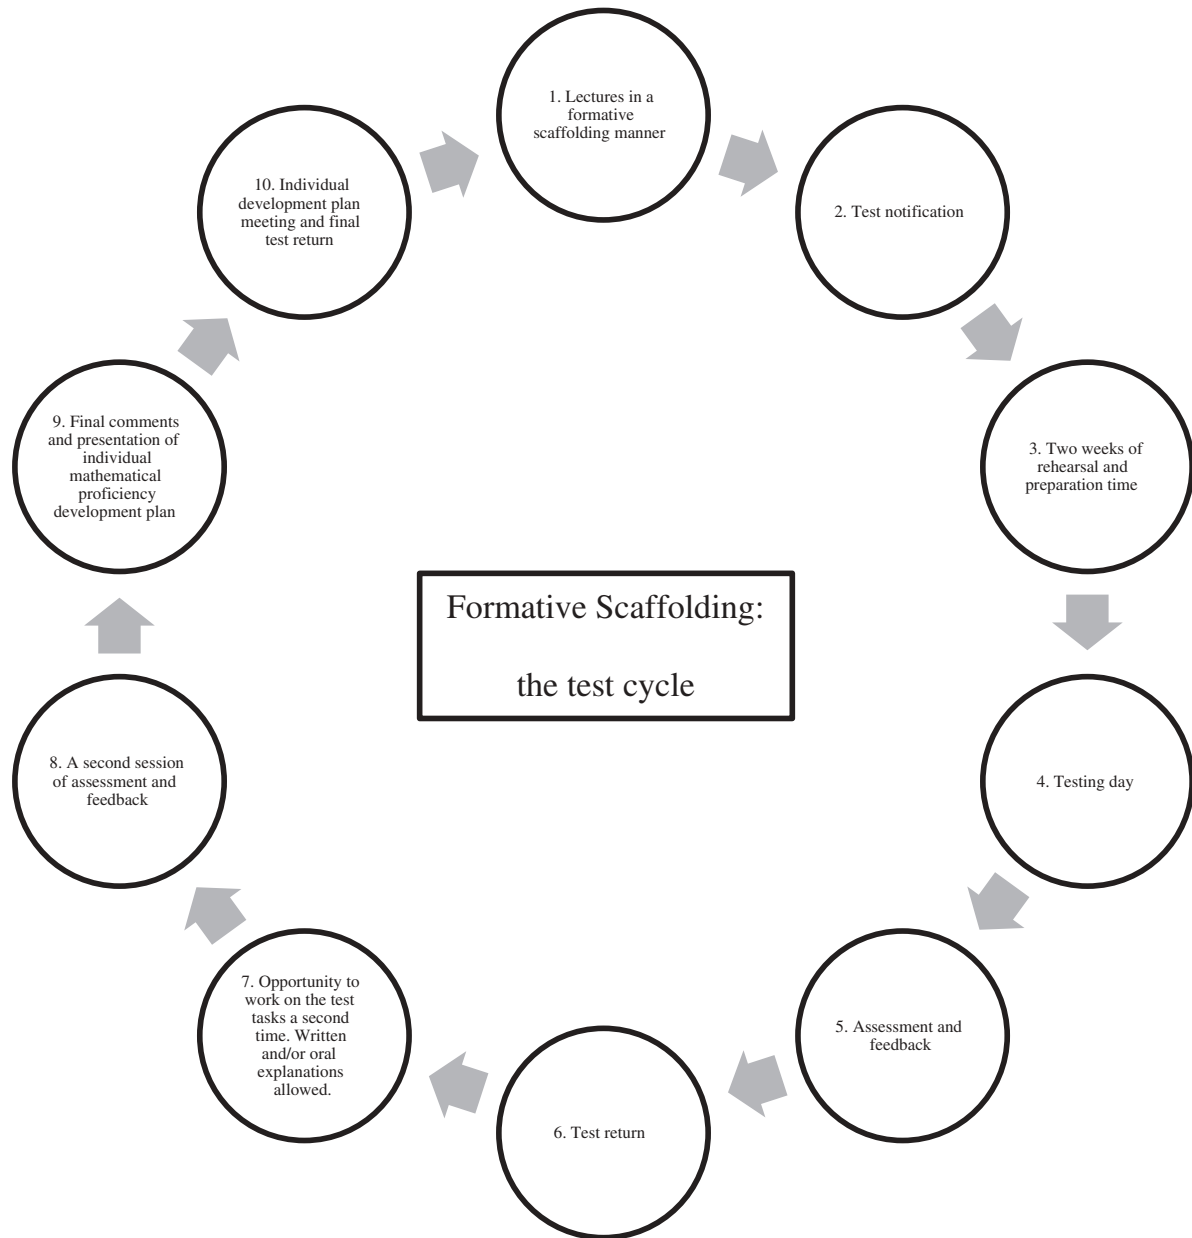 1. Lectures in a
formative
scaffolding manner
2. Test notification
3. Two weeks of
rehearsal and
preparation time
4. Testing day
5. Assessment and
feedback
6. Test return
7. Opportunity to
work on the test
tasks a second
time. Written
and/or oral
explanations
allowed.
8. A second session
of assessment and
feedback
9. Final comments
and presentation of
individual
mathematical
proficiency
development plan
10. Individual
development plan
meeting and final
test return
Formative Scaffolding:
the test cycle